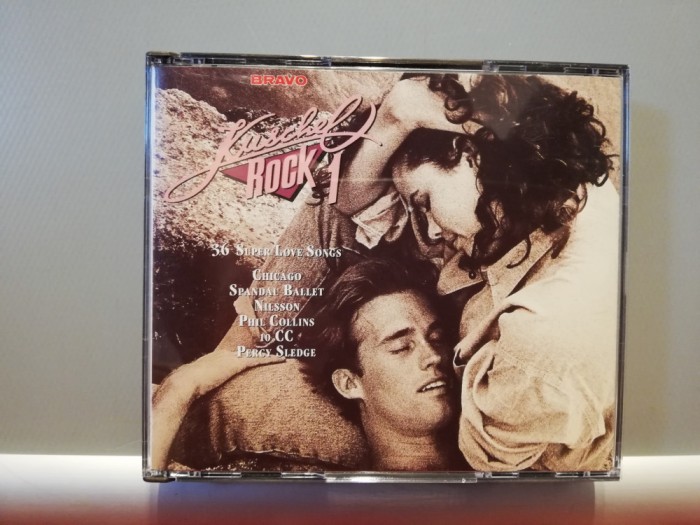 BRAVO
Kuschel
ROCK 1
36 SUPER LOVE SONGS
CHICAGO
SPANDAU BALLET
NILSSON
PHIL COLLINS
10 CC
PERCY SLEDGE